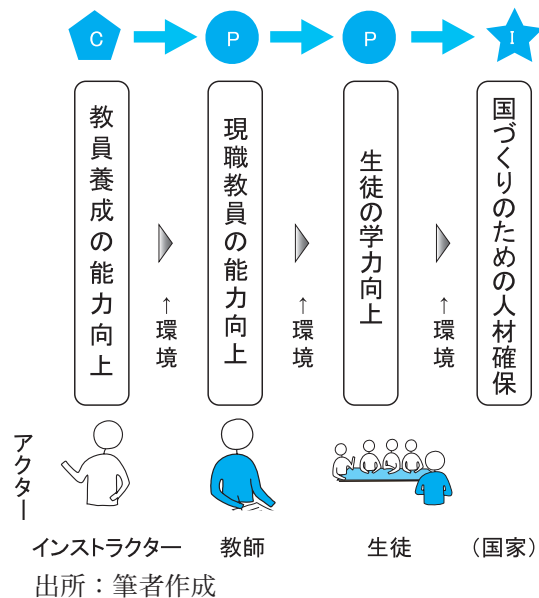 C
P
P
I
教員養成の能力向上
↑環境
現職教員の能力向上
↑環境
生徒の学力向上
↑環境
国づくりのための人材確保
アクター
インストラクター
教師
生徒
（国家）
出所：筆者作成